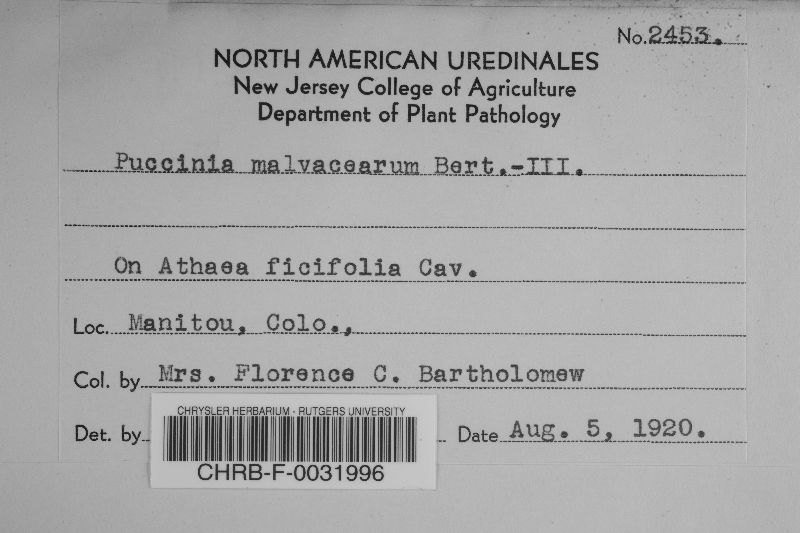 No. 2453.
NORTH AMERICAN UREDINALES
New Jersey College of Agriculture
Department of Plant Pathology
Puccinia malvacearum Bert.-III.
On Athaea ficifolia Cav.
Loc. Manitou, Colo.,
Col. by Mrs. Florence C. Bartholomew
Det. by Date Aug. 5, 1920.
CHRYSLER HERBARIUM - RUTGERS UNIVERSITY
CHRB-F-0031996